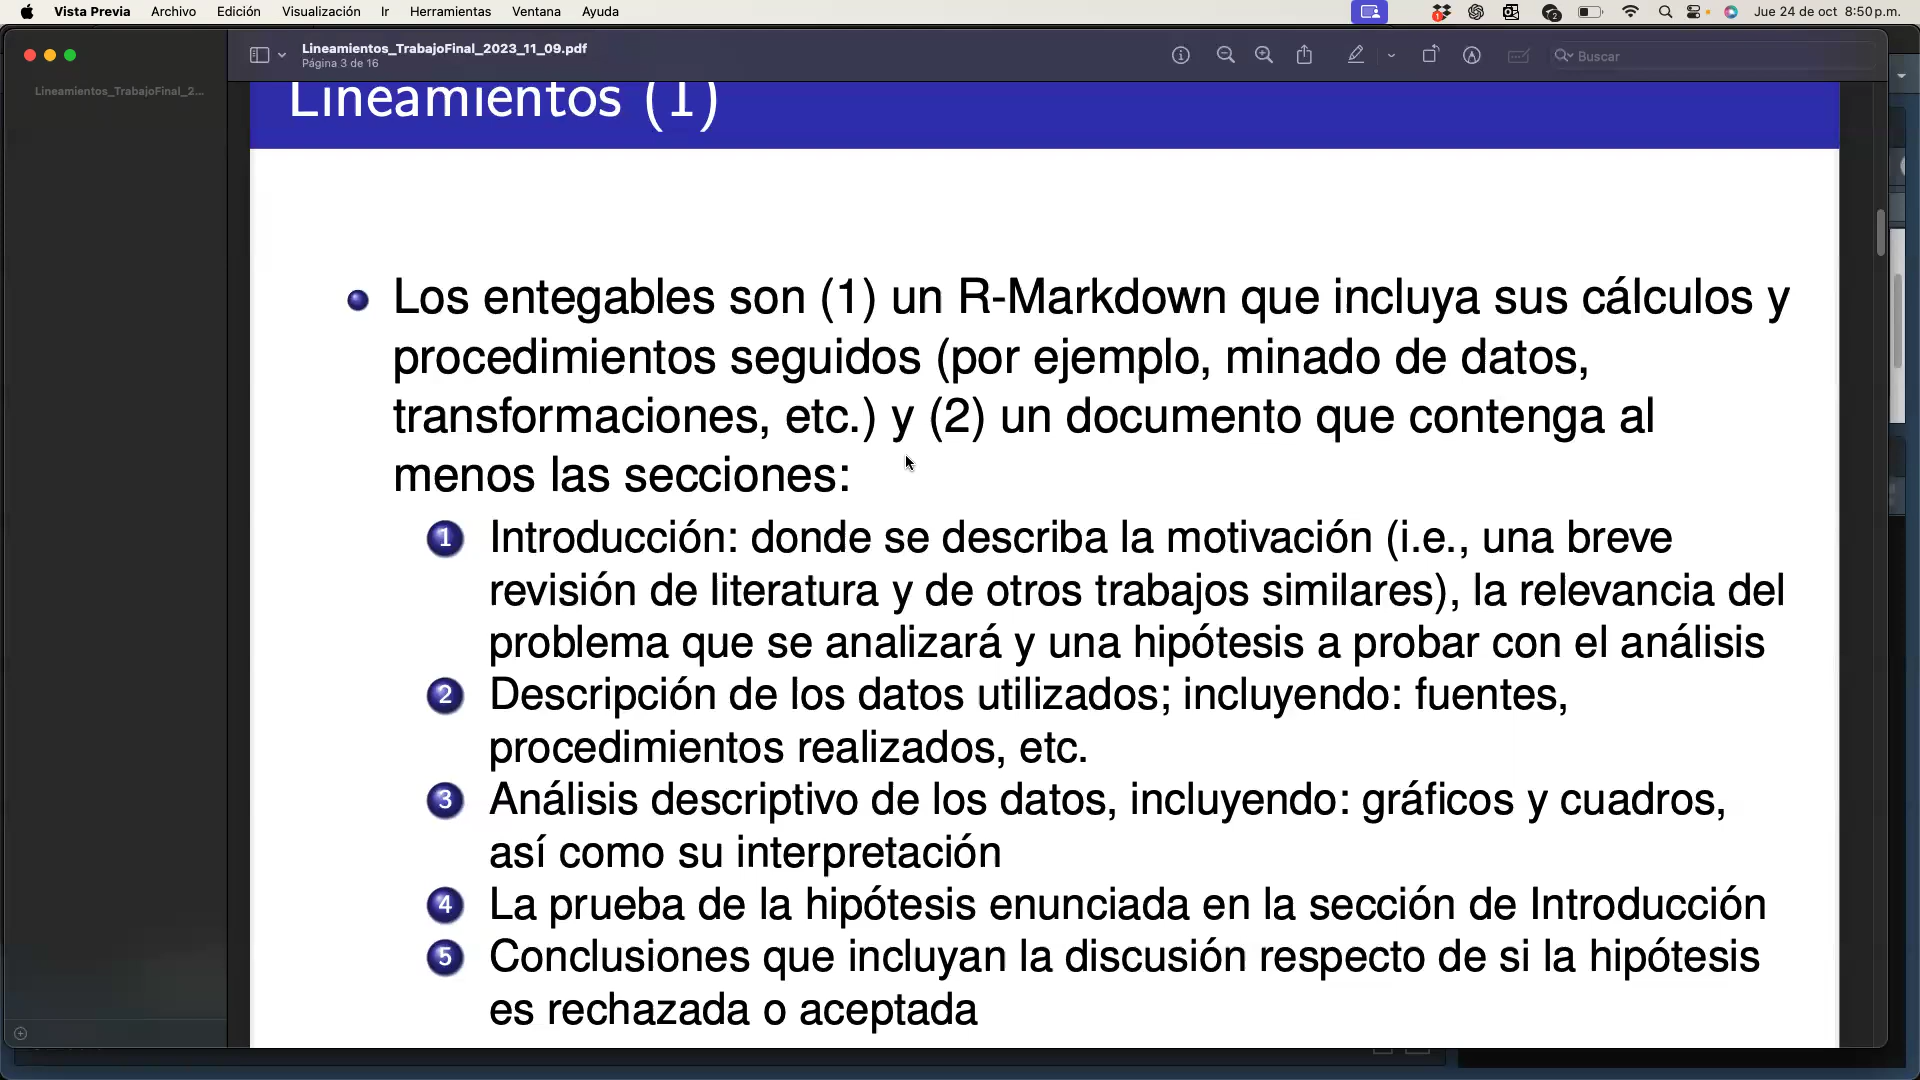 Vista Previa Archivo Edición Visualización Ir Herramientas Ventana Ayuda Jue 24 de oct 8:50 p.m.
Lineamientos_TrabajoFinal_2023_11_09.pdf
Página 3 de 16
Buscar
Lineamientos_TrabajoFinal_2...
Lineamientos (1)
Los entegables son (1) un R-Markdown que incluya sus cálculos y
procedimientos seguidos (por ejemplo, minado de datos,
transformaciones, etc.) y (2) un documento que contenga al
menos las secciones:
1 Introducción: donde se describa la motivación (i.e., una breve
revisión de literatura y de otros trabajos similares), la relevancia del
problema que se analizará y una hipótesis a probar con el análisis
2 Descripción de los datos utilizados; incluyendo: fuentes,
procedimientos realizados, etc.
3 Análisis descriptivo de los datos, incluyendo: gráficos y cuadros,
así como su interpretación
4 La prueba de la hipótesis enunciada en la sección de Introducción
5 Conclusiones que incluyan la discusión respecto de si la hipótesis
es rechazada o aceptada